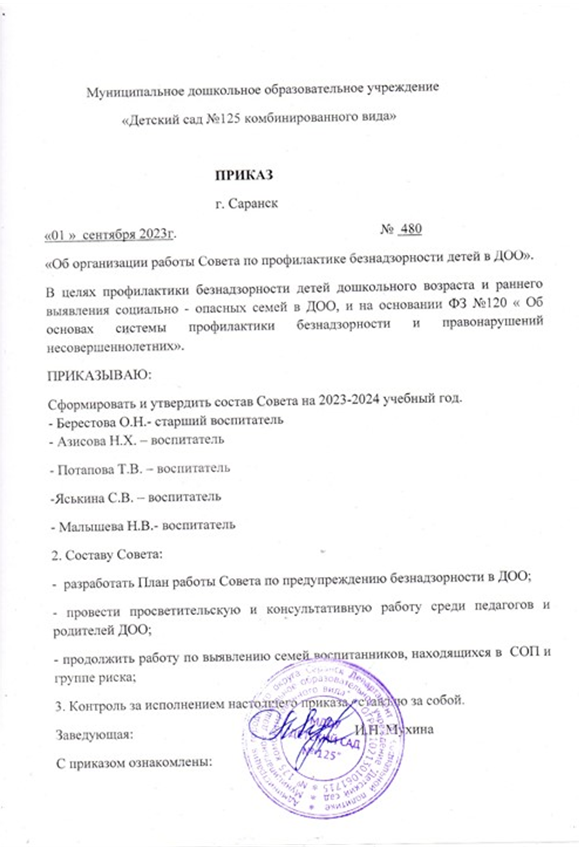 Муниципальное дошкольное образовательное учреждение
«Детский сад №125 комбинированного вида»
ПРИКАЗ
г. Саранск
«01 » сентября 2023г. № 480
«Об организации работы Совета по профилактике безнадзорности детей в ДОО».
В целях профилактики безнадзорности детей дошкольного возраста и раннего
выявления социально - опасных семей в ДОО, и на основании ФЗ №120 « Об
основах системы профилактики безнадзорности и правонарушений
несовершеннолетних».
ПРИКАЗЫВАЮ:
Сформировать и утвердить состав Совета на 2023-2024 учебный год.
- Берестова О.Н.- старший воспитатель
- Азисова Н.Х. – воспитатель
- Потапова Т.В. – воспитатель
-Яськина С.В. – воспитатель
- Малышева Н.В.- воспитатель
2. Составу Совета:
- разработать План работы Совета по предупреждению безнадзорности в ДОО;
- провести просветительскую и консультативную работу среди педагогов и
родителей ДОО;
- продолжить работу по выявлению семей воспитанников, находящихся в СОП и
группе риска;
3. Контроль за исполнением настоящего приказа оставляю за собой.
Заведующая: И.Н. Мухина
С приказом ознакомлены: